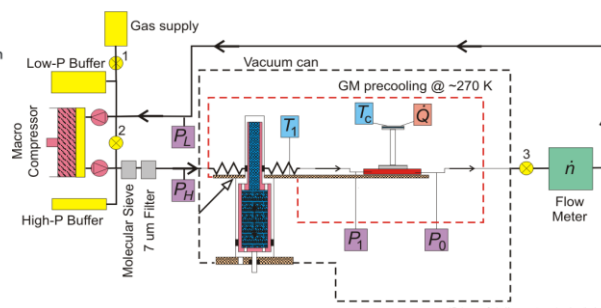 Gas supply
n
Low-P Buffer
1
Vacuum can
GM precooling @ ~270 K
Macro
Compressor
P_L
2
T_1
T_c
Q̇
4
3
ṅ
P_H
High-P Buffer
Molecular Sieve
7 um Filter
P_1
P_0
Flow
Meter